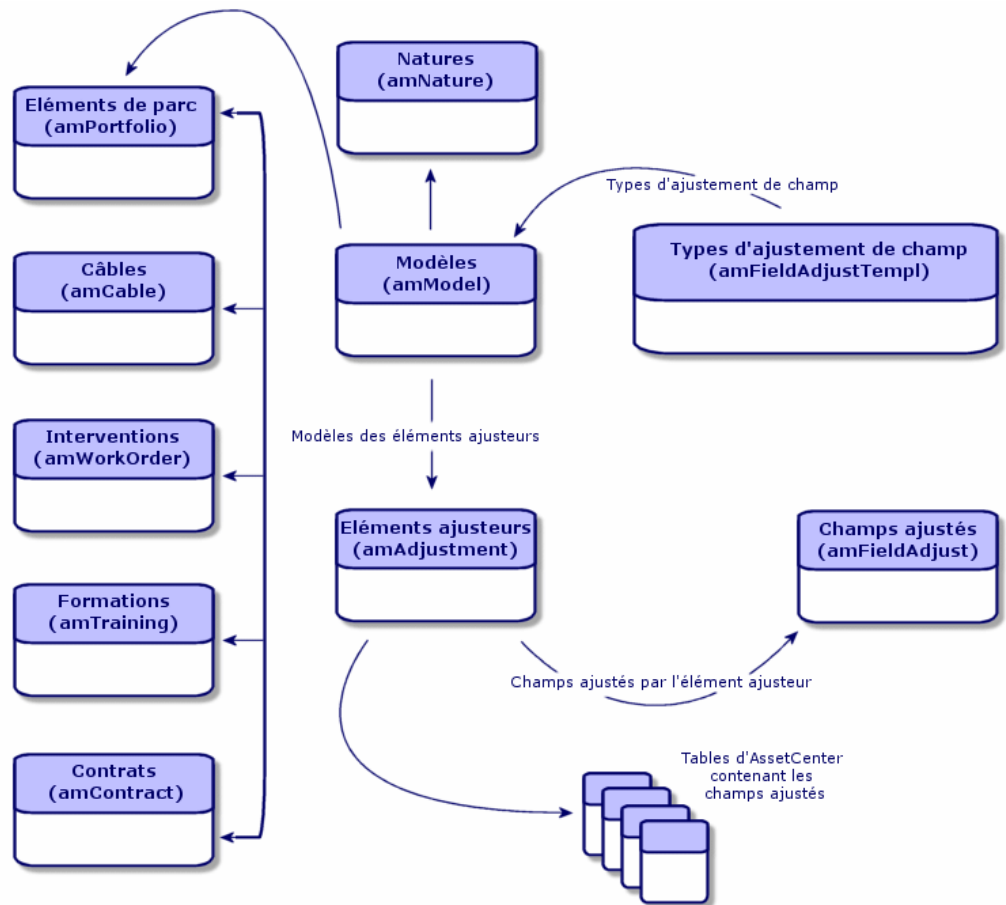 Natures
(amNature)
Eléments de parc
(amPortfolio)
Types d'ajustement de champ
Types d'ajustement de champ
(amFieldAdjustTempl)
Modèles
(amModel)
Câbles
(amCable)
Modèles des éléments ajusteurs
Interventions
(amWorkOrder)
Eléments ajusteurs
(amAdjustment)
Champs ajustés
(amFieldAdjust)
Formations
(amTraining)
Champs ajustés par l'élément ajusteur
Contrats
(amContract)
Tables d'AssetCenter
contenant les
champs ajustés